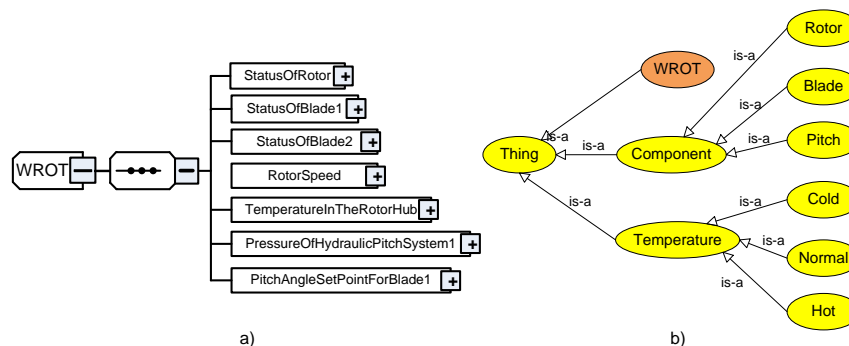 WROT
StatusOfRotor
StatusOfBlade1
StatusOfBlade2
RotorSpeed
TemperatureInTheRotorHub
PressureOfHydraulicPitchSystem1
PitchAngleSetPointForBlade1
a)
Rotor
is-a
WROT
Blade
is-a
is-a
Thing
is-a
Component
is-a
Pitch
is-a
Cold
is-a
Temperature
is-a
Normal
is-a
Hot
b)